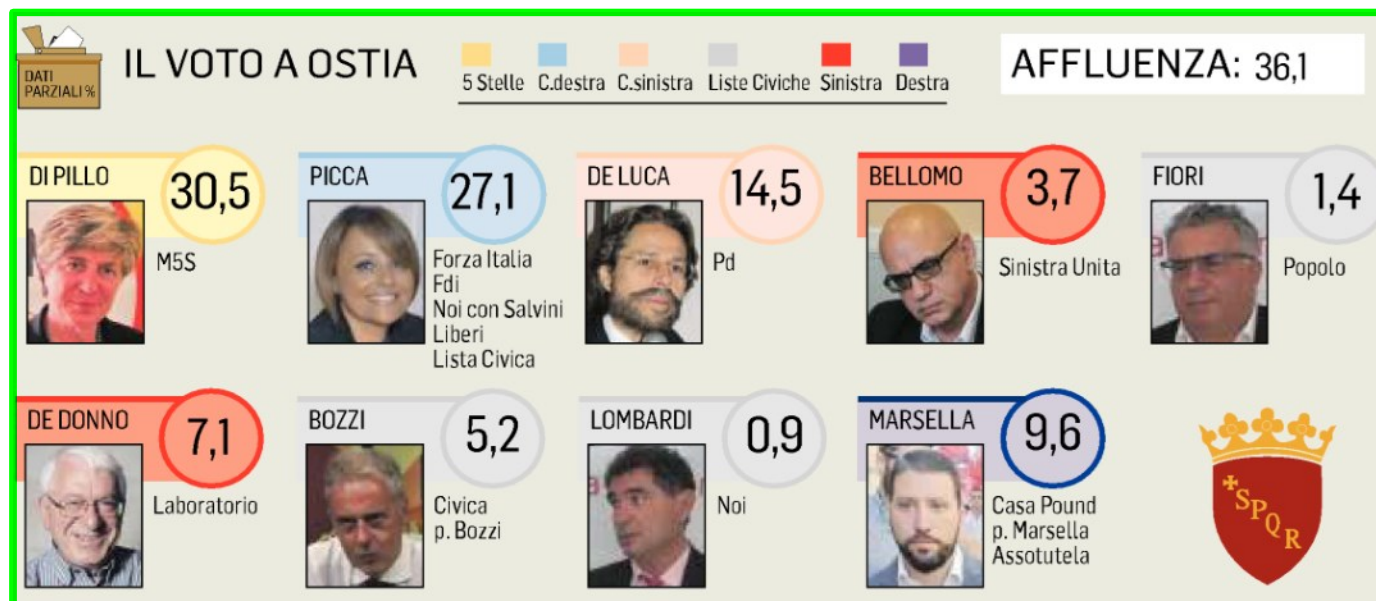 DATI
PARZIALI %
IL VOTO A OSTIA
5 Stelle C.destra C.sinistra Liste Civiche Sinistra Destra
AFFLUENZA: 36,1
DI PILLO
30,5
M5S
PICCA
27,1
Forza Italia
Fdi
Noi con Salvini
Liberi
Lista Civica
DE LUCA
14,5
Pd
BELLOMO
3,7
Sinistra Unita
FIORI
1,4
Popolo
DE DONNO
7,1
Laboratorio
BOZZI
5,2
Civica
p. Bozzi
LOMBARDI
0,9
Noi
MARSELLA
9,6
Casa Pound
p. Marsella
Assotutela
SPQR